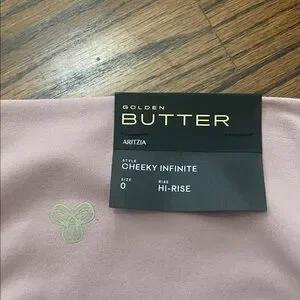 GOLDEN
BUTTER
ARITZIA
STYLE
CHEEKY INFINITE
SIZE RISE
0 HI-RISE